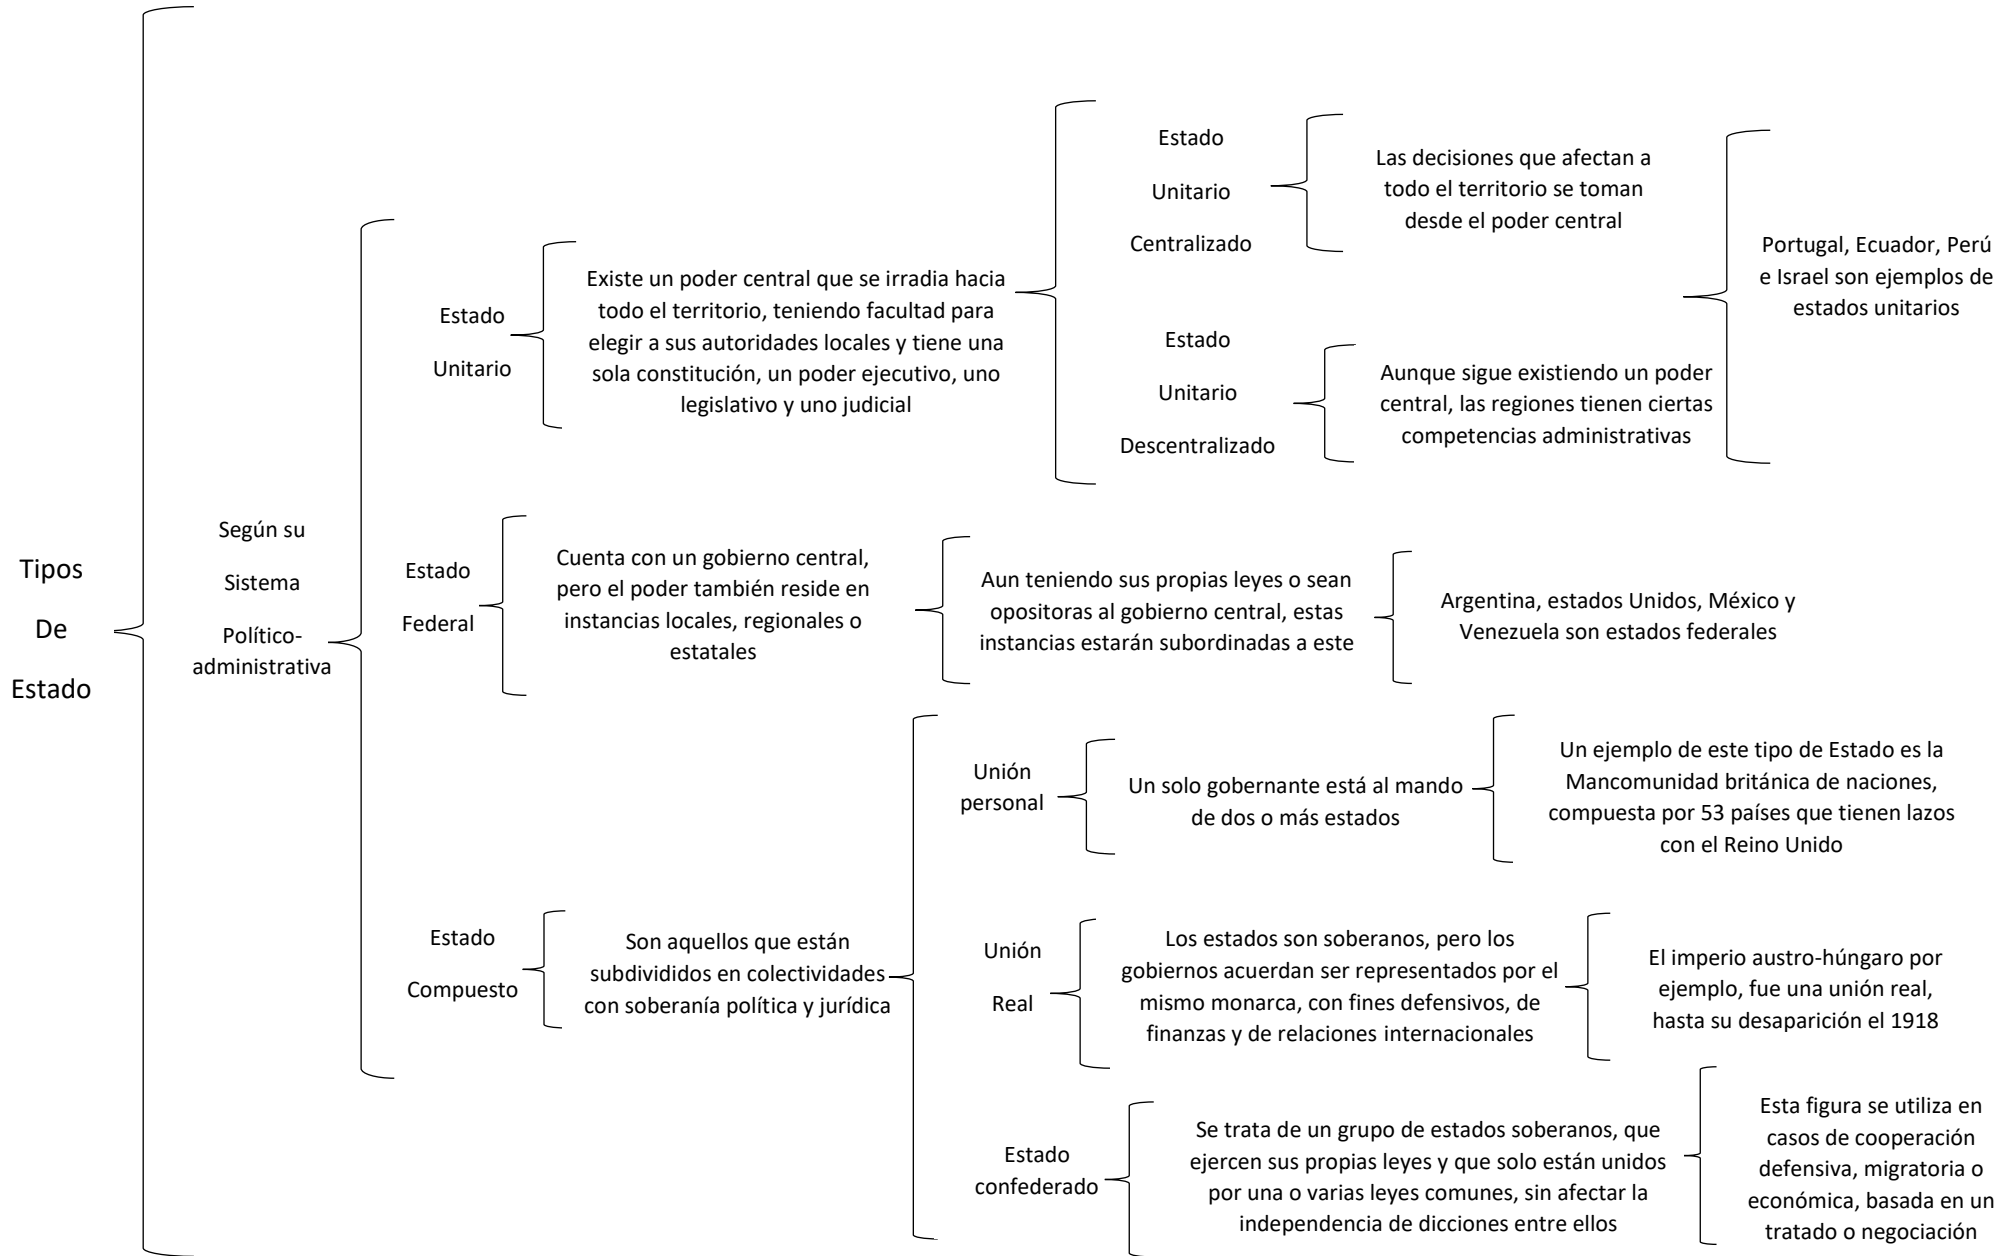 Tipos
De
Estado
Según su
Sistema
Político-
administrativa
Estado
Unitario
Existe un poder central que se irradia hacia
todo el territorio, teniendo facultad para
elegir a sus autoridades locales y tiene una
sola constitución, un poder ejecutivo, uno
legislativo y uno judicial
Estado
Unitario
Centralizado
Las decisiones que afectan a
todo el territorio se toman
desde el poder central
Estado
Unitario
Descentralizado
Aunque sigue existiendo un poder
central, las regiones tienen ciertas
competencias administrativas
Portugal, Ecuador, Perú
e Israel son ejemplos de
estados unitarios
Estado
Federal
Cuenta con un gobierno central,
pero el poder también reside en
instancias locales, regionales o
estatales
Aun teniendo sus propias leyes o sean
opositoras al gobierno central, estas
instancias estarán subordinadas a este
Argentina, estados Unidos, México y
Venezuela son estados federales
Estado
Compuesto
Son aquellos que están
subdivididos en colectividades
con soberanía política y jurídica
Unión
personal
Un solo gobernante está al mando
de dos o más estados
Un ejemplo de este tipo de Estado es la
Mancomunidad británica de naciones,
compuesta por 53 países que tienen lazos
con el Reino Unido
Unión
Real
Los estados son soberanos, pero los
gobiernos acuerdan ser representados por el
mismo monarca, con fines defensivos, de
finanzas y de relaciones internacionales
El imperio austro-húngaro por
ejemplo, fue una unión real,
hasta su desaparición el 1918
Estado
confederado
Se trata de un grupo de estados soberanos, que
ejercen sus propias leyes y que solo están unidos
por una o varias leyes comunes, sin afectar la
independencia de dicciones entre ellos
Esta figura se utiliza en
casos de cooperación
defensiva, migratoria o
económica, basada en un
tratado o negociación